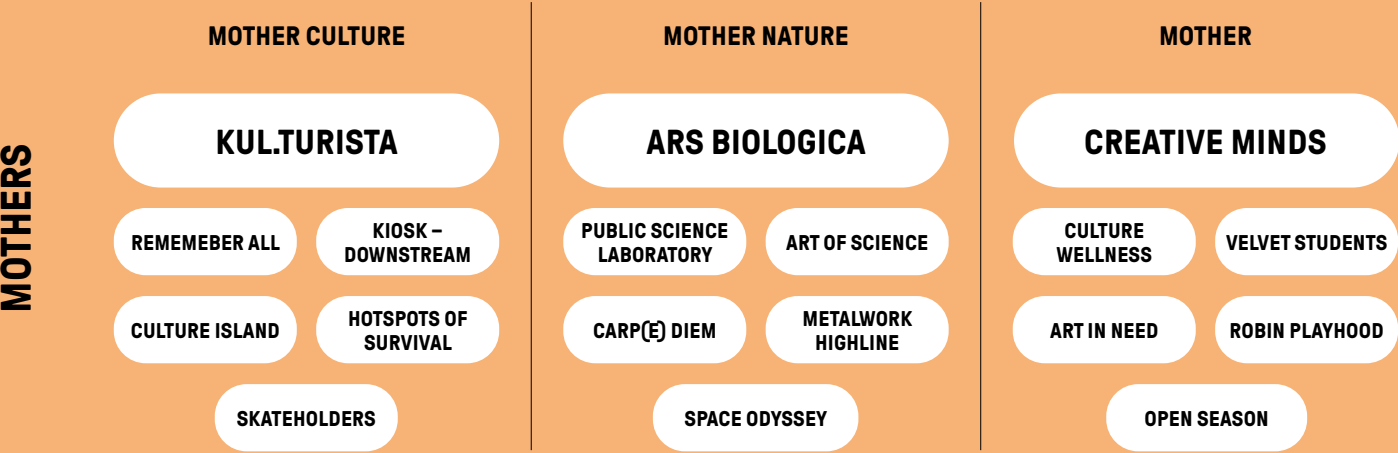 MOTHERS
MOTHER CULTURE
KUL.TURISTA
REMEMEBER ALL
KIOSK –
DOWNSTREAM
CULTURE ISLAND
HOTSPOTS OF
SURVIVAL
SKATEHOLDERS
MOTHER NATURE
ARS BIOLOGICA
PUBLIC SCIENCE
LABORATORY
ART OF SCIENCE
CARP(E) DIEM
METALWORK
HIGHLINE
SPACE ODYSSEY
MOTHER
CREATIVE MINDS
CULTURE
WELLNESS
VELVET STUDENTS
ART IN NEED
ROBIN PLAYHOOD
OPEN SEASON